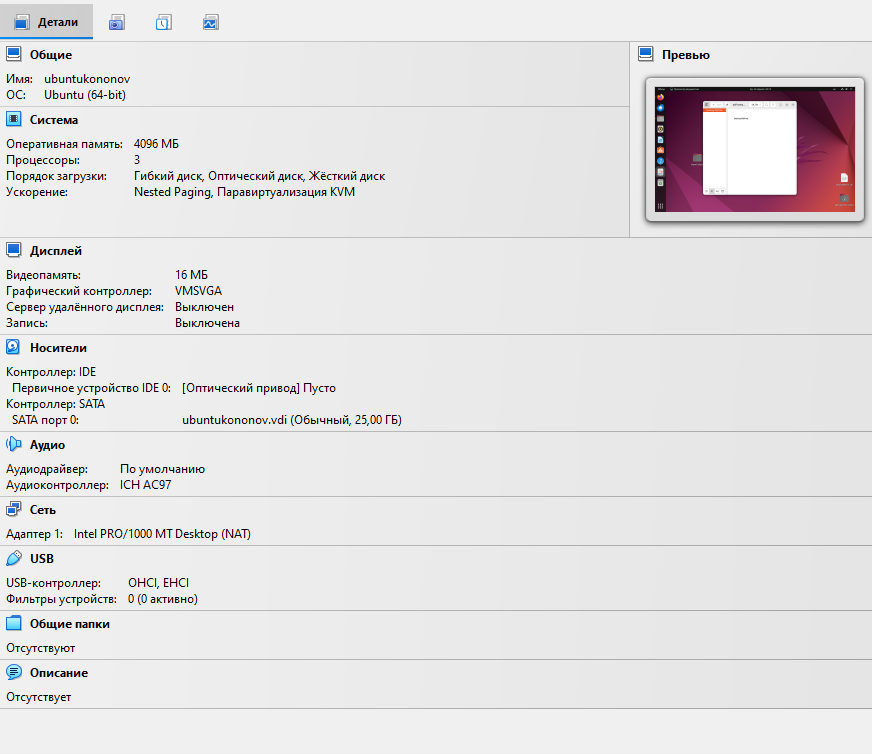 Детали
Общие
Имя: ubuntukononov
ОС: Ubuntu (64-bit)
Превью
Система
Оперативная память: 4096 МБ
Процессоры: 3
Порядок загрузки: Гибкий диск, Оптический диск, Жёсткий диск
Ускорение: Nested Paging, Паравиртуализация KVM
Дисплей
Видеопамять: 16 МБ
Графический контроллер: VMSVGA
Сервер удалённого дисплея: Выключен
Запись: Выключена
Носители
Контроллер: IDE
Первичное устройство IDE 0: [Оптический привод] Пусто
Контроллер: SATA
SATA порт 0: ubuntukononov.vdi (Обычный, 25,00 ГБ)
Аудио
Аудиодрайвер: По умолчанию
Аудиоконтроллер: ICH AC97
Сеть
Адаптер 1: Intel PRO/1000 MT Desktop (NAT)
USB
USB-контроллер: OHCI, EHCI
Фильтры устройств: 0 (0 активно)
Общие папки
Отсутствуют
Описание
Отсутствует